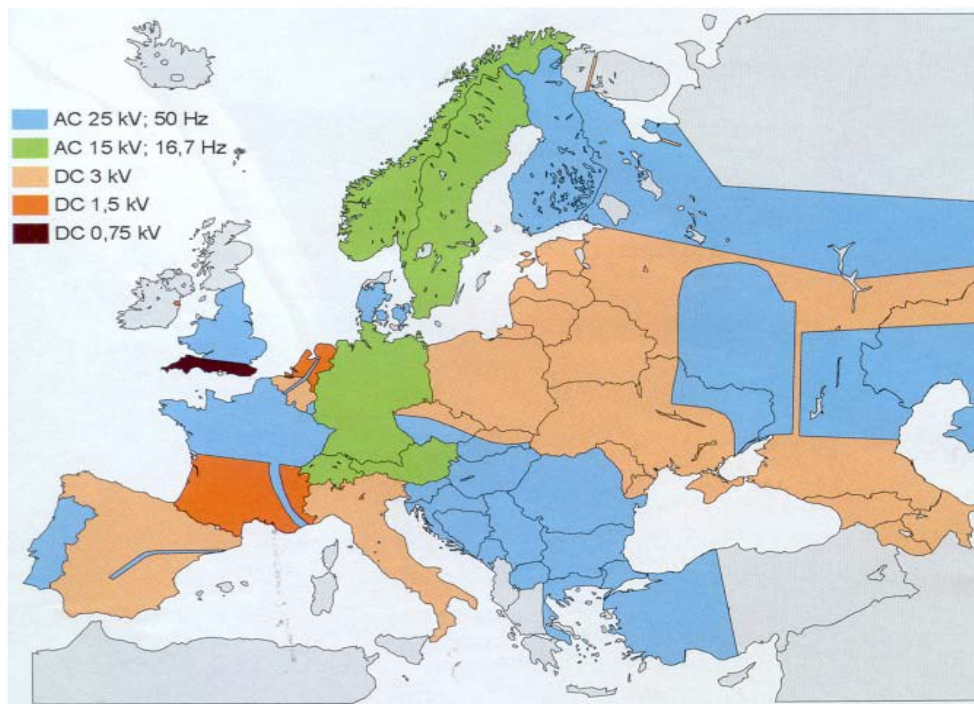 AC 25 kV; 50 Hz
AC 15 kV; 16,7 Hz
DC 3 kV
DC 1,5 kV
DC 0,75 kV